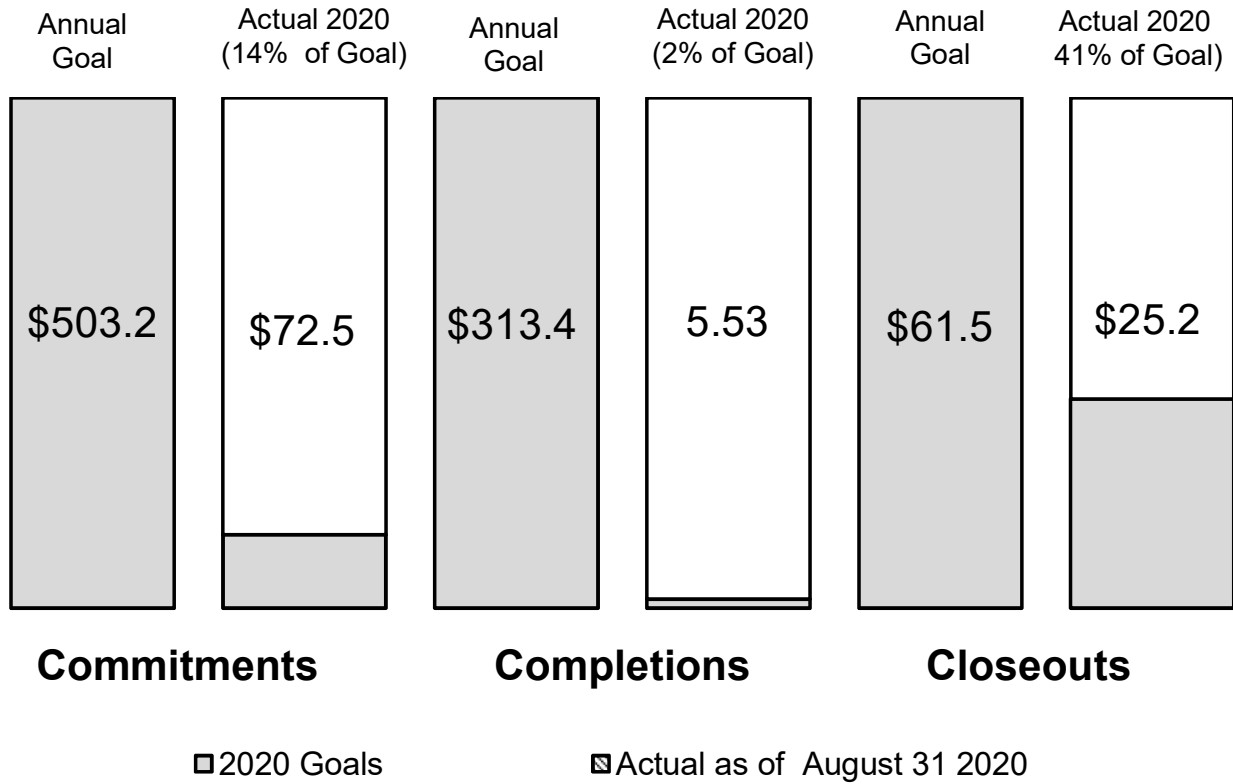 Annual
Goal
Actual 2020
(14%  of Goal)
Annual
Goal
Actual 2020
(2% of Goal)
Annual
Goal
Actual 2020
41% of Goal)
$503.2
$72.5
$313.4
5.53
$61.5
$25.2
Commitments
Completions
Closeouts
2020 Goals
Actual as of  August 31 2020